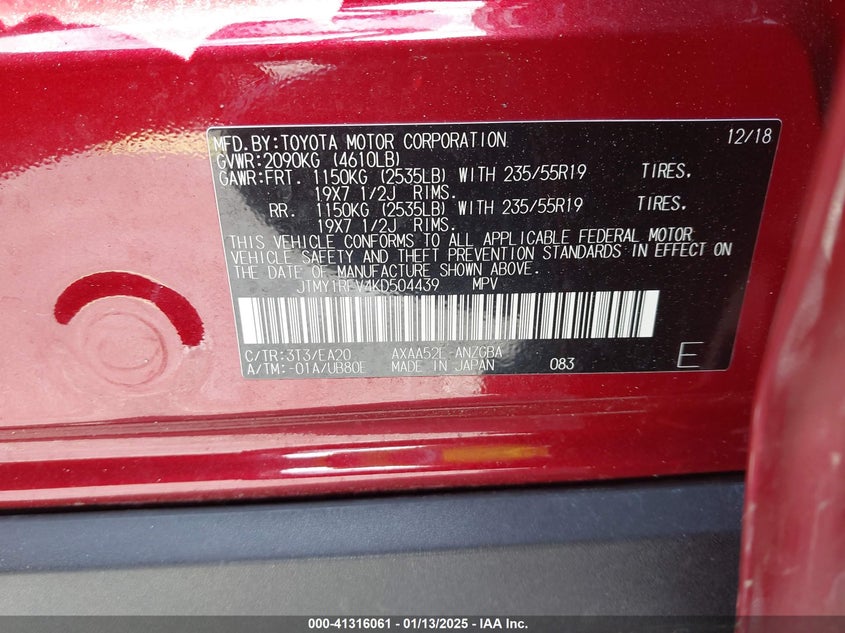 MFD.BY:TOYOTA MOTOR CORPORATION 12/18
GVWR:2090KG (4610LB)
GAWR:FRT. 1150KG (2535LB) WITH 235/55R19 TIRES.
19X7 1/2J RIMS.
RR. 1150KG (2535LB) WITH 235/55R19 TIRES.
19X7 1/2J RIMS.
THIS VEHICLE CONFORMS TO ALL APPLICABLE FEDERAL MOTOR
VEHICLE SAFETY AND THEFT PREVENTION STANDARDS IN EFFECT ON
THE DATE OF MANUFACTURE SHOWN ABOVE.
JTMY1RFV4KD504439 MPV
C/TR:3T3/EA20 AXAA52L-ANZGBA
A/TM:-01A/UB80E MADE IN JAPAN 083 E
000-41316061 / 01/13/2025 - IAA Inc.